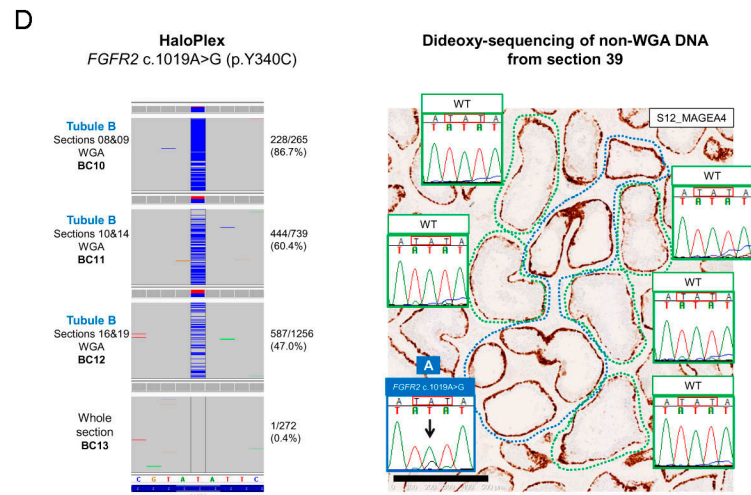 D
HaloPlex
FGFR2 c.1019A>G (p.Y340C)
Tubule B
Sections 08&09
WGA
BC10
228/265
(86.7%)
Tubule B
Sections 10&14
WGA
BC11
444/739
(60.4%)
Tubule B
Sections 16&19
WGA
BC12
587/1256
(47.0%)
Whole
section
BC13
1/272
(0.4%)
C G T A T A T T C
Dideoxy-sequencing of non-WGA DNA
from section 39
S12_MAGEA4
WT
A T A T A
T A T A T
WT
A T A T A
T A T A T
WT
A T A T A
T A T A T
WT
A T A T A
T A T A T
WT
A T A T A
T A T A T
A
FGFR2 c.1019A>G
A T A T A
T A T A T